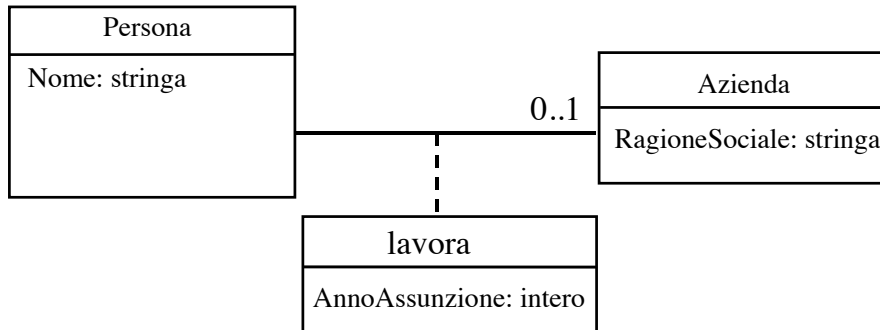 Persona
Nome: stringa
0..1
Azienda
RagioneSociale: stringa
lavora
AnnoAssunzione: intero